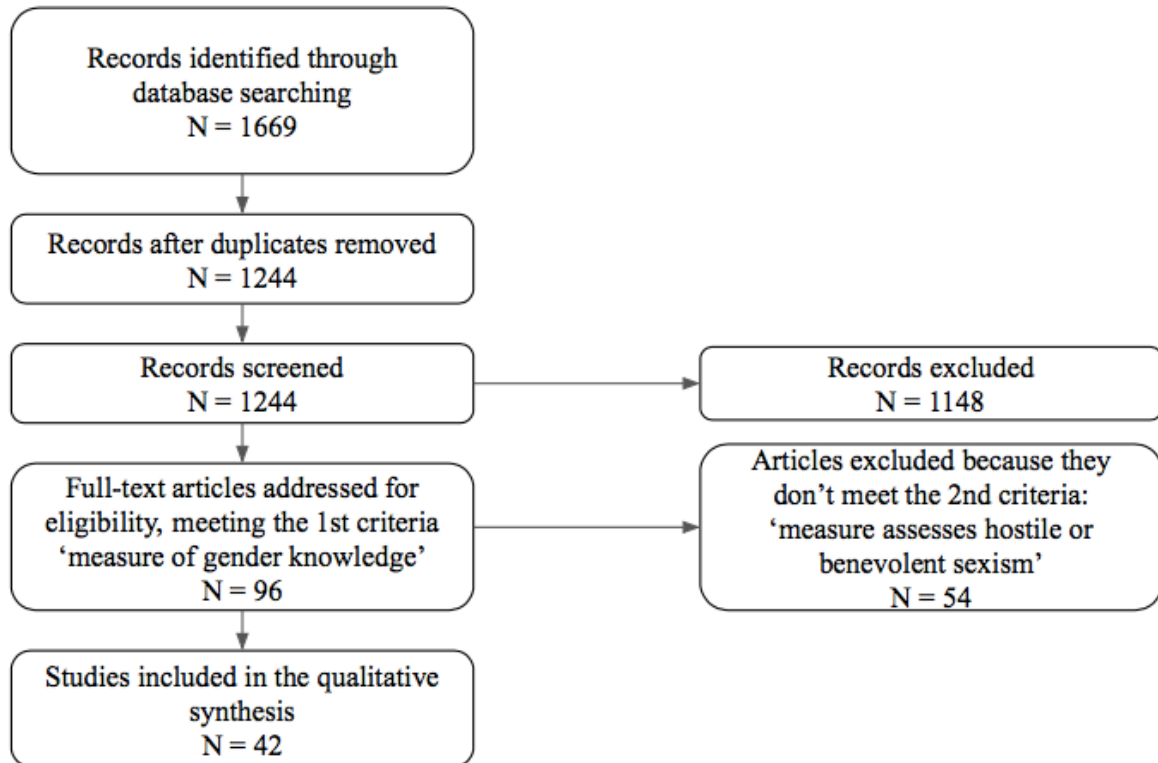 Records identified through
database searching
N = 1669
Records after duplicates removed
N = 1244
Records screened
N = 1244
Records excluded
N = 1148
Full-text articles addressed for
eligibility, meeting the 1st criteria
‘measure of gender knowledge’
N = 96
Articles excluded because they
don’t meet the 2nd criteria:
‘measure assesses hostile or
benevolent sexism’
N = 54
Studies included in the qualitative
synthesis
N = 42